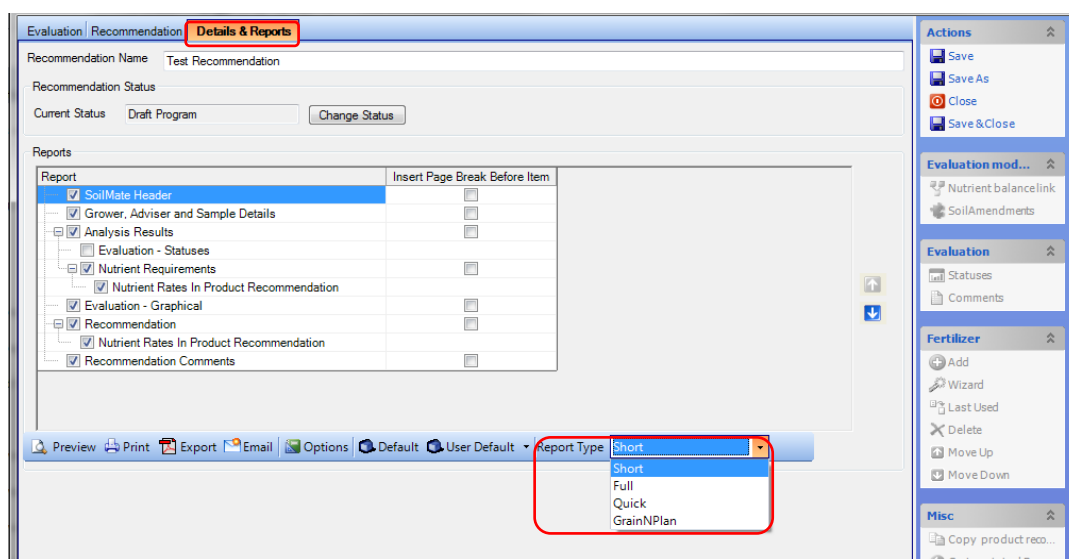 Evaluation Recommendation Details & Reports
Recommendation Name Test Recommendation
Recommendation Status
Current Status Draft Program Change Status
Reports
Report Insert Page Break Before Item
SoilMate Header
Grower, Adviser and Sample Details
Analysis Results
Evaluation - Statuses
Nutrient Requirements
Nutrient Rates In Product Recommendation
Evaluation - Graphical
Recommendation
Nutrient Rates In Product Recommendation
Recommendation Comments
Preview Print Export Email Options Default User Default Report Type Short
Short
Full
Quick
GrainNPlan
Actions
Save
Save As
Close
Save &Close
Evaluation mod...
Nutrient balance link
SoilAmendments
Evaluation
Statuses
Comments
Fertilizer
Add
Wizard
Last Used
Delete
Move Up
Move Down
Misc
Copy product reco...